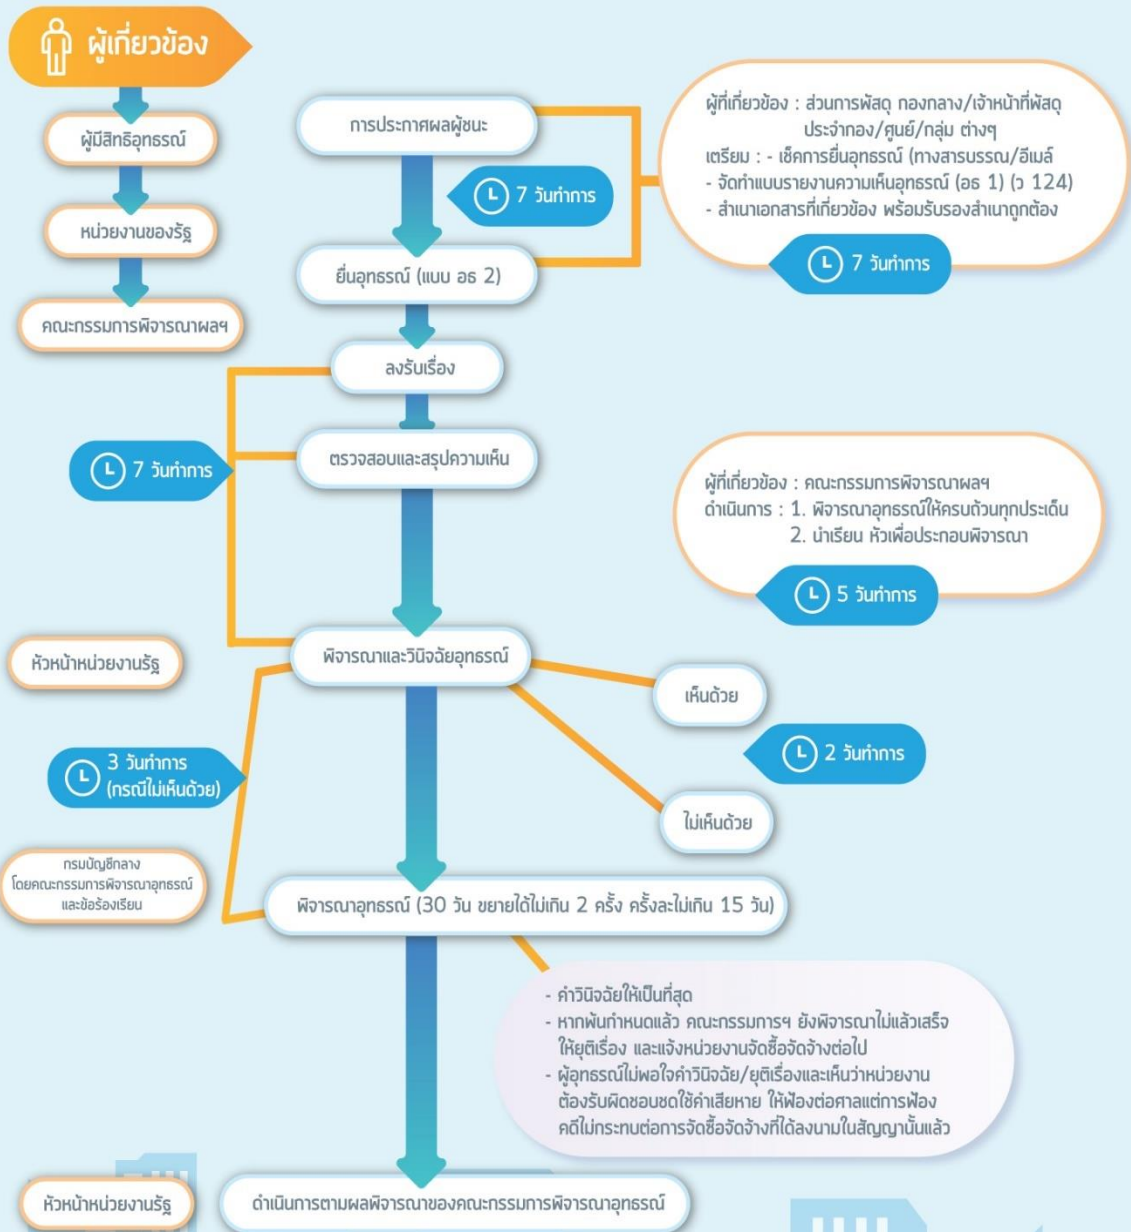 ผู้เกี่ยวข้อง
ผู้มีสิทธิอุทธรณ์
หน่วยงานของรัฐ
คณะกรรมการพิจารณาผลฯ
การประกาศผลผู้ชนะ
7 วันทำการ
ยื่นอุทธรณ์ (แบบ อธ 2)
ผู้ที่เกี่ยวข้อง : ส่วนการพัสดุ กองกลาง/เจ้าหน้าที่พัสดุ
ประจำกอง/ศูนย์/กลุ่ม ต่างๆ
เตรียม : - เช็คการยื่นอุทธรณ์ (ทางสารบรรณ/อีเมล์
- จัดทำแบบรายงานความเห็นอุทธรณ์ (อธ 1) (ว 124)
- สำเนาเอกสารที่เกี่ยวข้อง พร้อมรับรองสำเนาถูกต้อง
7 วันทำการ
ลงรับเรื่อง
7 วันทำการ
ตรวจสอบและสรุปความเห็น
ผู้ที่เกี่ยวข้อง : คณะกรรมการพิจารณาผลฯ
ดำเนินการ : 1. พิจารณาอุทธรณ์ให้ครบถ้วนทุกประเด็น
2. นำเรียน หัวเพื่อประกอบพิจารณา
5 วันทำการ
หัวหน้าหน่วยงานรัฐ
พิจารณาและวินิจฉัยอุทธรณ์
เห็นด้วย
2 วันทำการ
ไม่เห็นด้วย
3 วันทำการ
(กรณีไม่เห็นด้วย)
กรมบัญชีกลาง
โดยคณะกรรมการพิจารณาอุทธรณ์
และข้อร้องเรียน
พิจารณาอุทธรณ์ (30 วัน ขยายได้ไม่เกิน 2 ครั้ง ครั้งละไม่เกิน 15 วัน)
- คำวินิจฉัยให้เป็นที่สุด
- หากพ้นกำหนดแล้ว คณะกรรมการฯ ยังพิจารณาไม่แล้วเสร็จ
ให้ยุติเรื่อง และแจ้งหน่วยงานจัดซื้อจัดจ้างต่อไป
- ผู้อุทธรณ์ไม่พอใจคำวินิจฉัย/ยุติเรื่องและเห็นว่าหน่วยงาน
ต้องรับผิดชอบชดใช้ค่าเสียหาย ให้ฟ้องต่อศาลแต่การฟ้อง
คดีไม่กระทบต่อการจัดซื้อจัดจ้างที่ได้ลงนามในสัญญานั้นแล้ว
หัวหน้าหน่วยงานรัฐ
ดำเนินการตามผลพิจารณาของคณะกรรมการพิจารณาอุทธรณ์